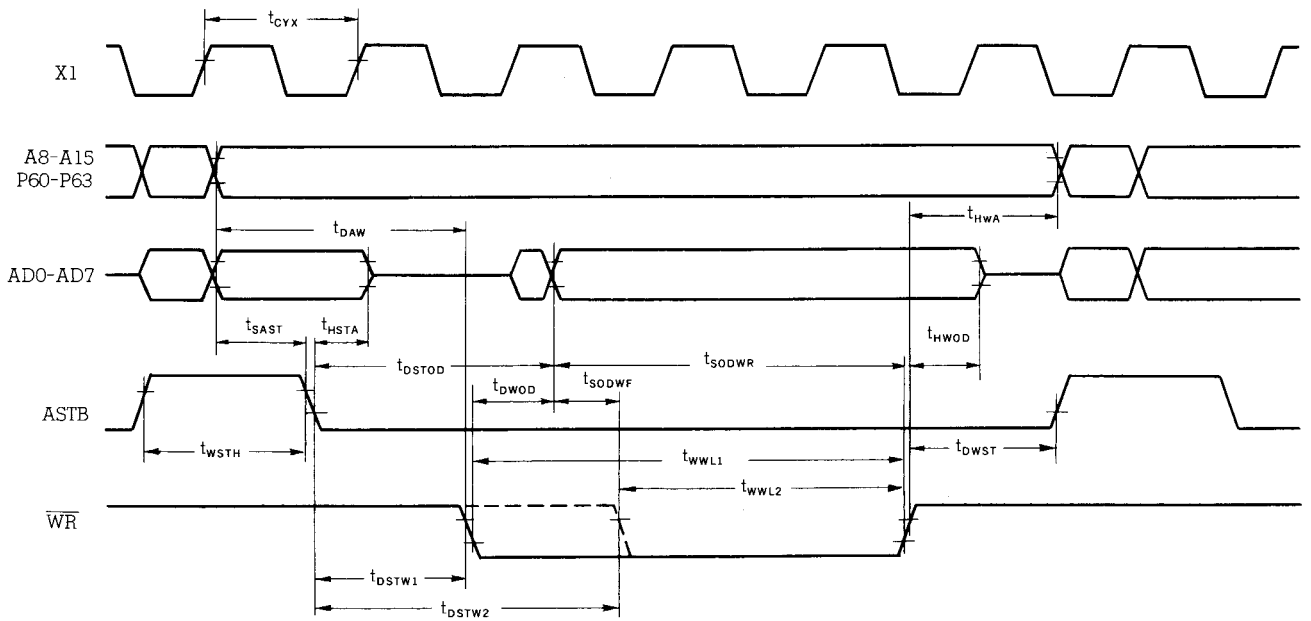 tCYX
X1
A8-A15
P60-P63
tHWA
tDAW
AD0-AD7
tSAST
tHSTA
tHWOD
tDSTOD
tSODWR
tDWOD
tSODWF
ASTB
tWSTH
tDWST
tWWL1
tWWL2
WR
tDSTW1
tDSTW2